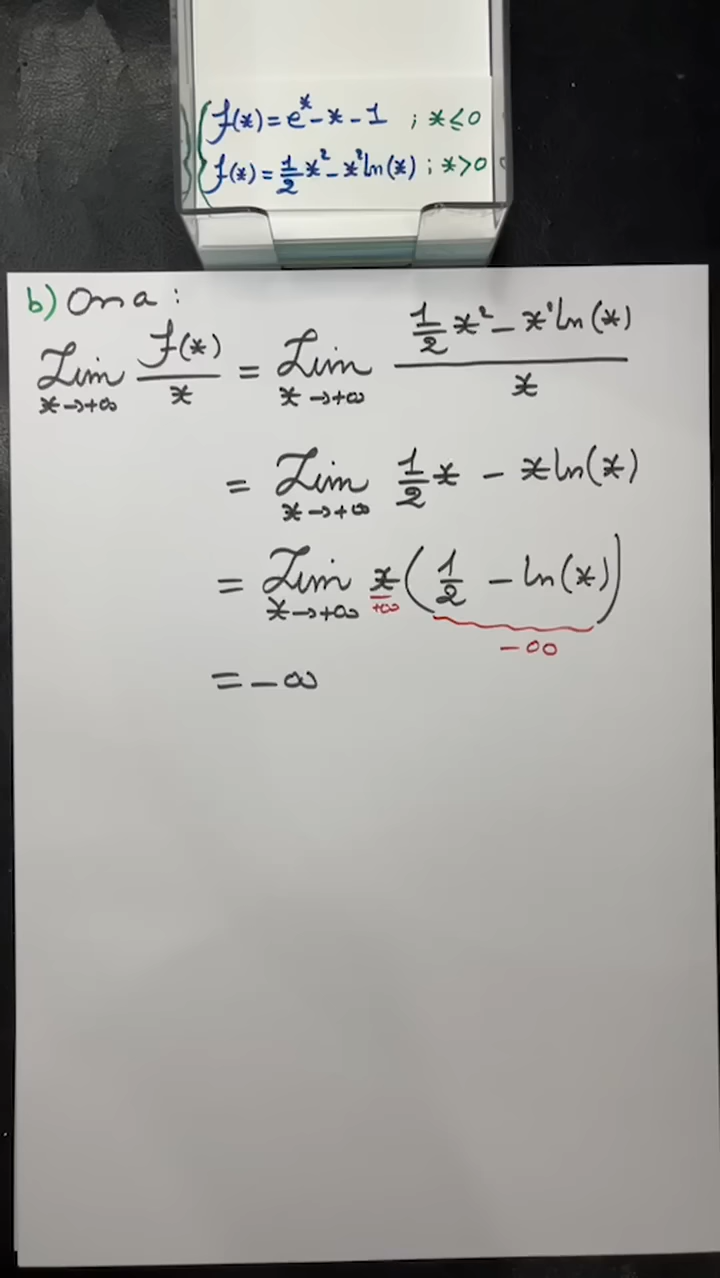 f(x) = e^x - x - 1 ; x ≤ 0
f(x) = 1/2 x² - x² ln(x) ; x > 0
b) On a :
Lim x→+∞ f(x)/x = Lim x→+∞ (1/2 x² - x² ln(x))/x
= Lim x→+∞ 1/2 x - x ln(x)
= Lim x→+∞ x (1/2 - ln(x))
+∞
-∞
= -∞